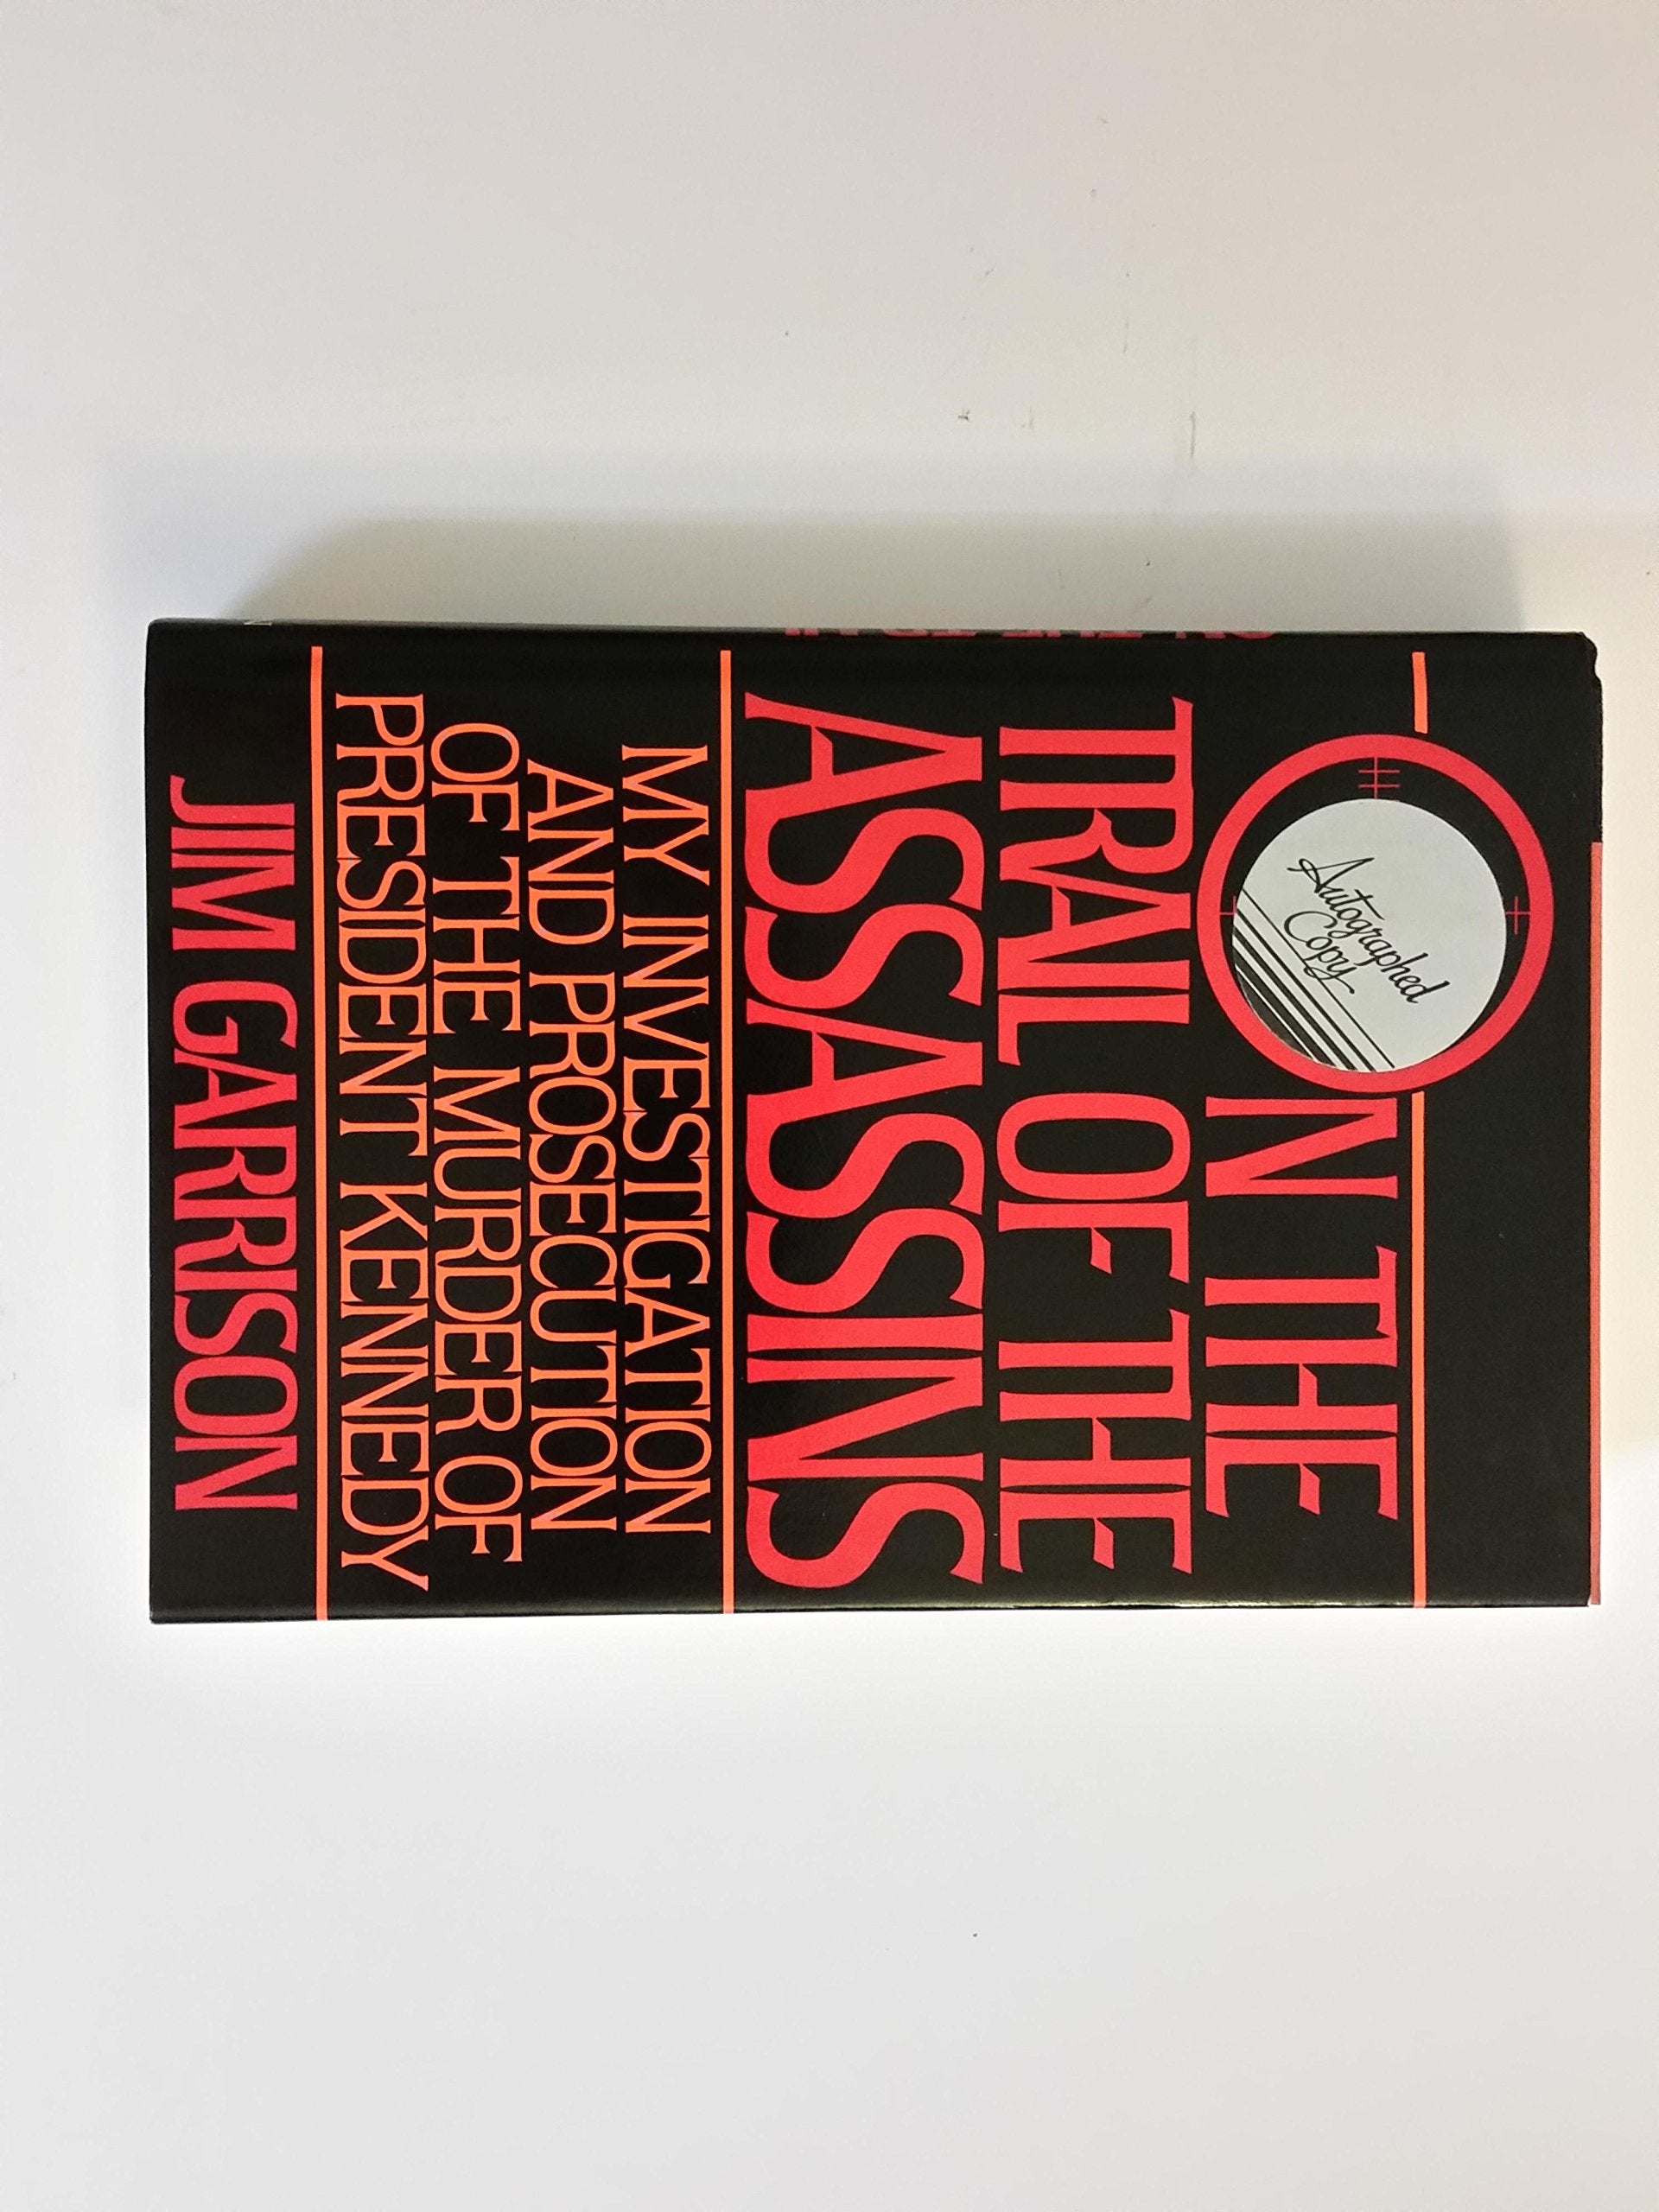 ON THE
TRAIL OF THE
ASSASSINS
Autographed
Copy
MY INVESTIGATION
AND PROSECUTION
OF THE MURDER OF
PRESIDENT KENNEDY
JIM GARRISON